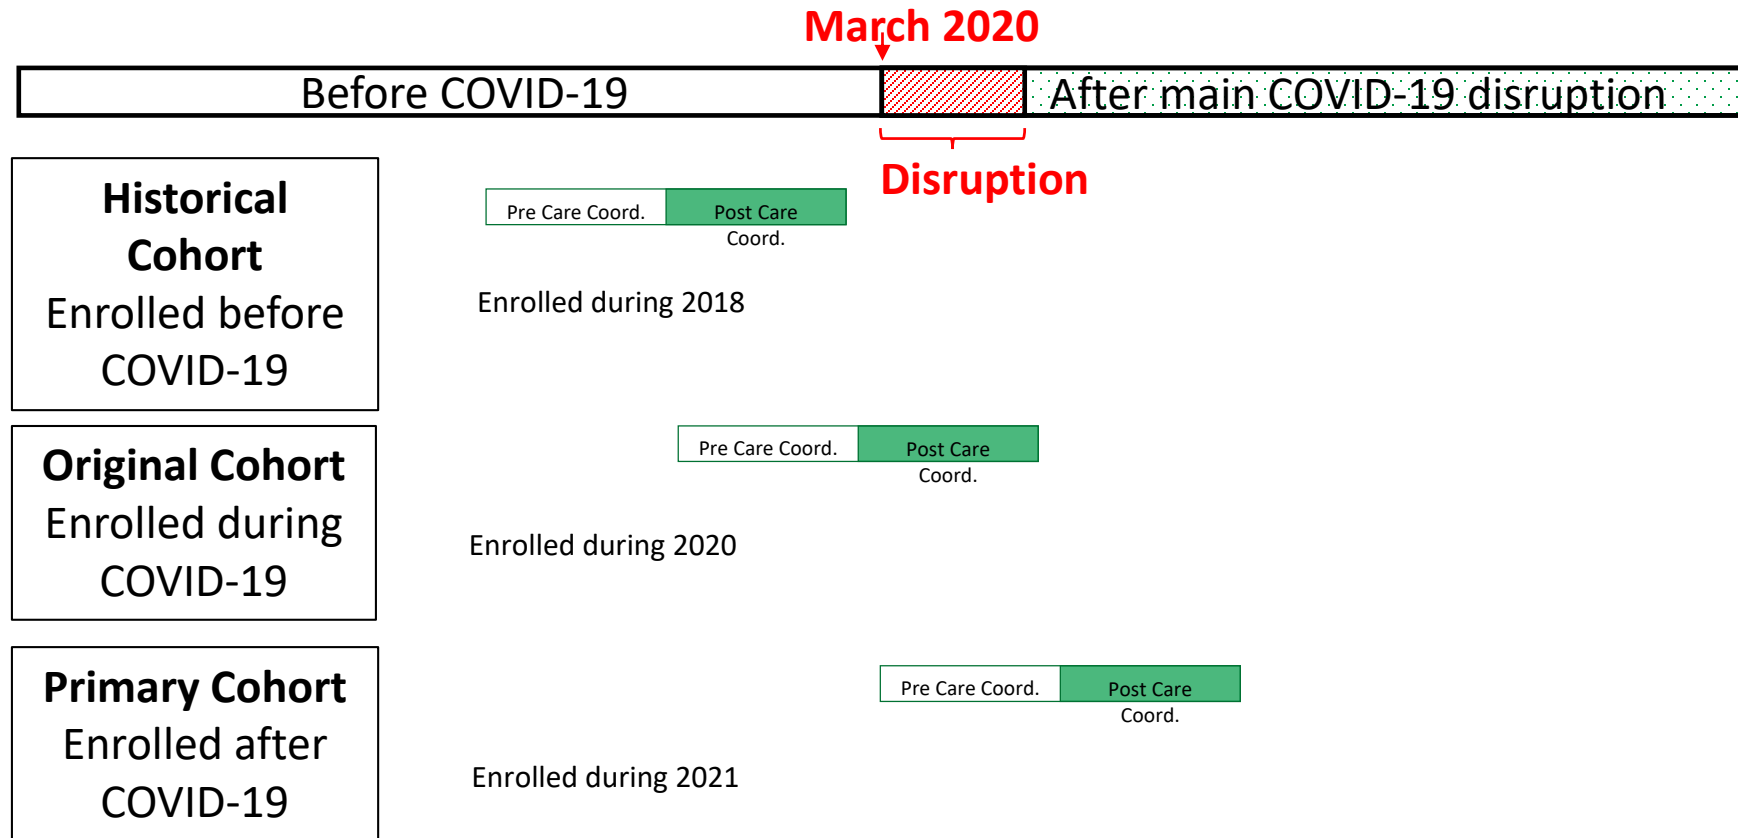 March 2020
Before COVID-19
After main COVID-19 disruption
Disruption
Historical
Cohort
Enrolled before
COVID-19
Pre Care Coord.
Post Care
Coord.
Enrolled during 2018
Original Cohort
Enrolled during
COVID-19
Pre Care Coord.
Post Care
Coord.
Enrolled during 2020
Primary Cohort
Enrolled after
COVID-19
Pre Care Coord.
Post Care
Coord.
Enrolled during 2021